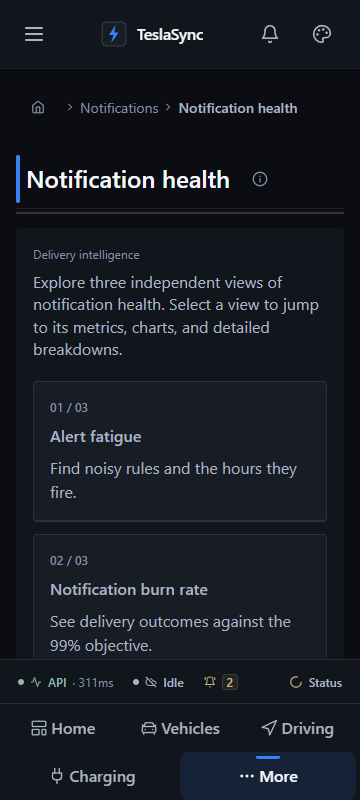 TeslaSync
Notifications
Notification health
Notification health
Delivery intelligence
Explore three independent views of
notification health. Select a view to jump
to its metrics, charts, and detailed
breakdowns.
01 / 03
Alert fatigue
Find noisy rules and the hours they
fire.
02 / 03
Notification burn rate
See delivery outcomes against the
99% objective.
API · 311ms
Idle
2
Status
Home
Vehicles
Driving
Charging
More